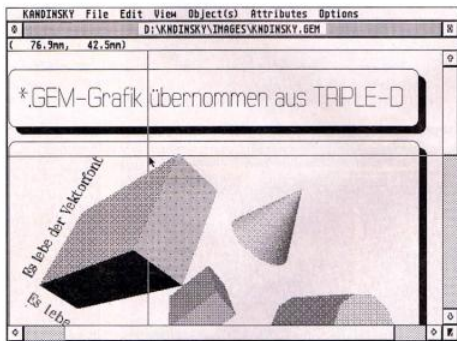 KANDINSKY File Edit View Object(s) Attributes Options
D:\KNDINSKY\IMAGES\KNDINSKY.GEM
( 76.9mm, 42.5mm)
*.GEM-Grafik übernommen aus TRIPLE-D
Es lebe der Vektorfont
Es lebe